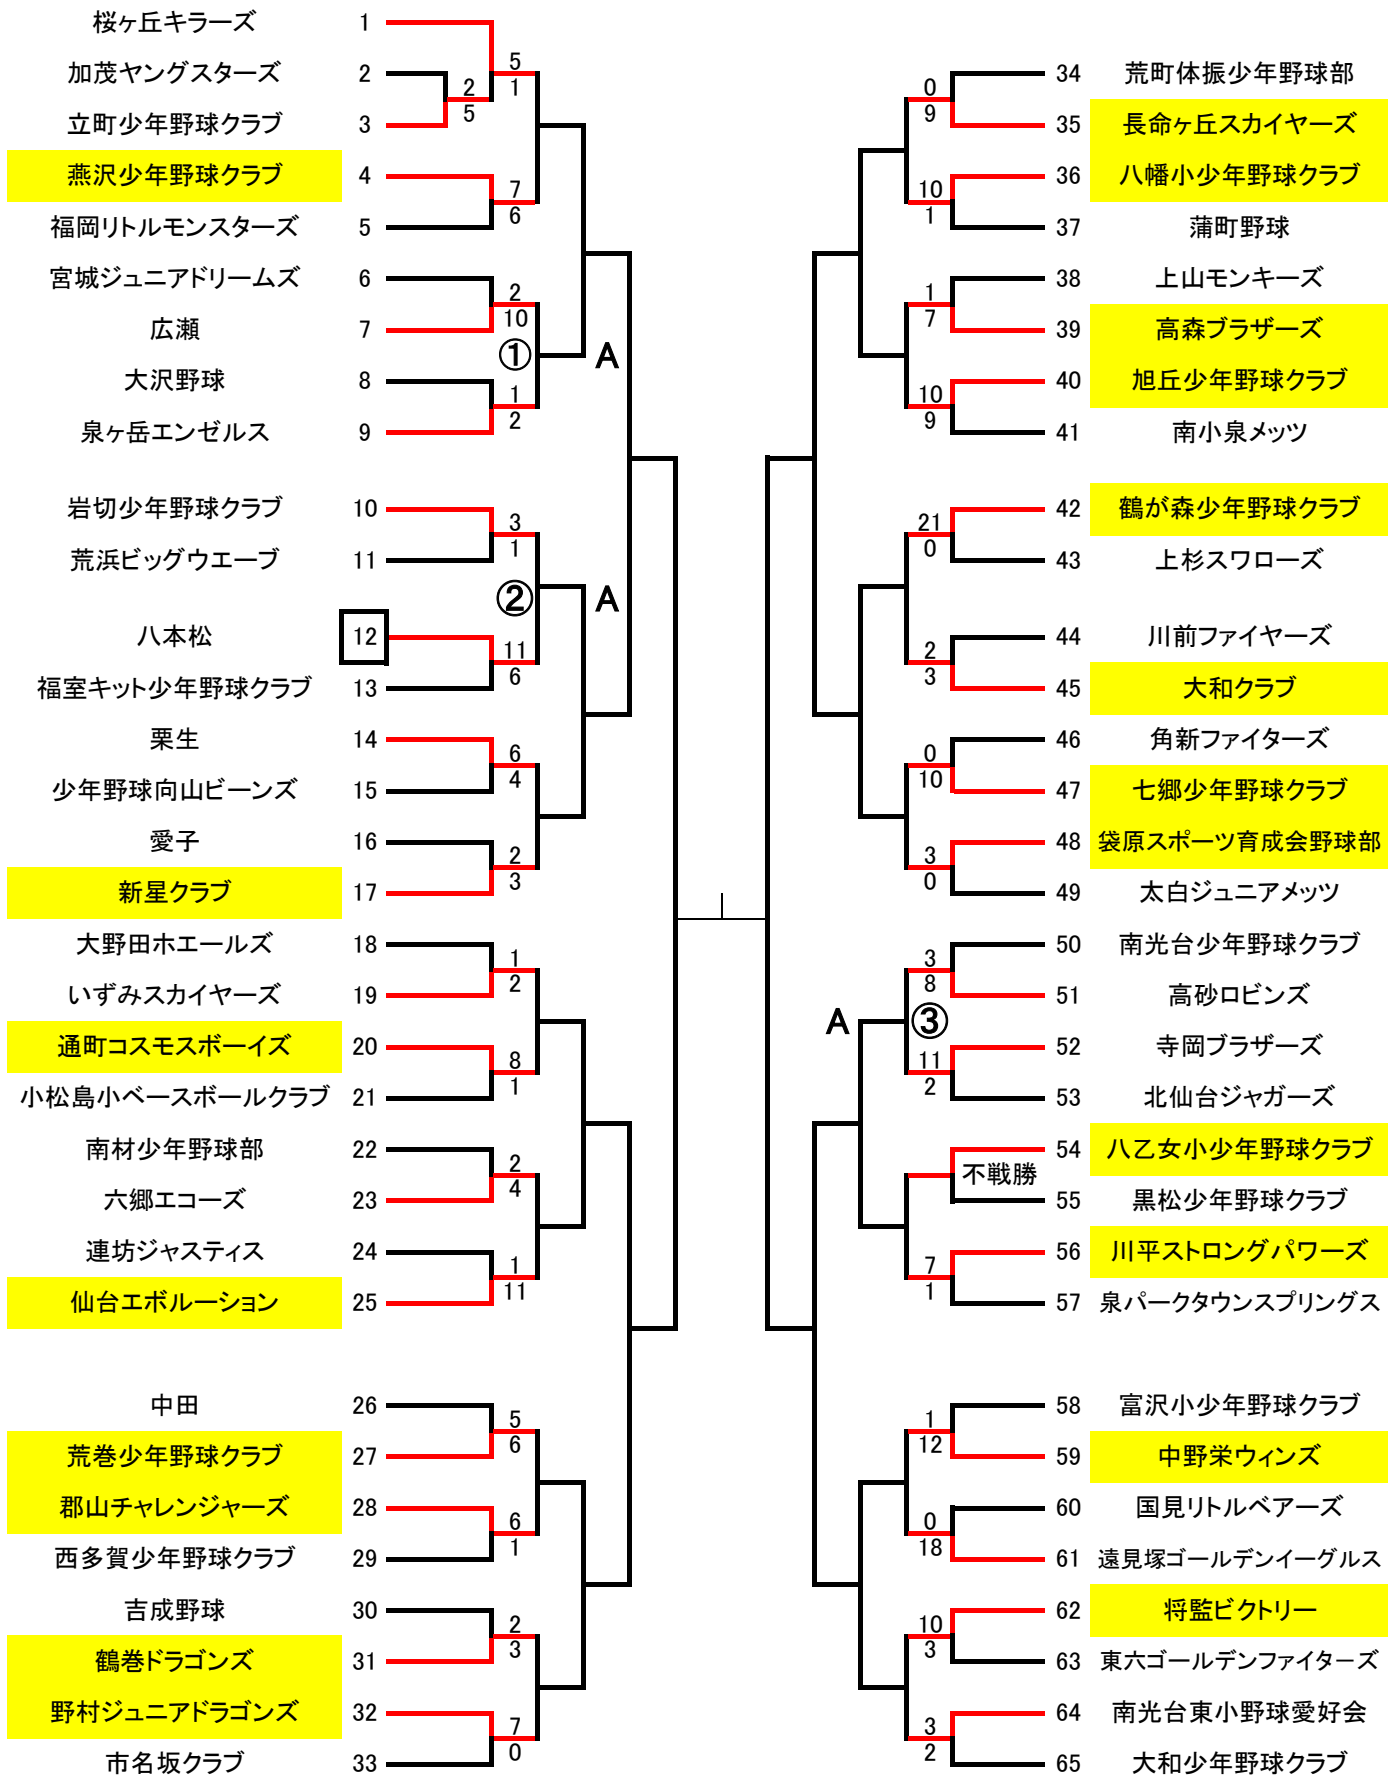 桜ヶ丘キラーズ 1
加茂ヤングスターズ 2
立町少年野球クラブ 3
2
5
5
1
燕沢少年野球クラブ 4
福岡リトルモンスターズ 5
7
6
宮城ジュニアドリームズ 6
広瀬 7
2
10
① A
大沢野球 8
泉ヶ岳エンゼルス 9
1
2
岩切少年野球クラブ 10
荒浜ビッグウエーブ 11
3
1
② A
八本松 12
福室キット少年野球クラブ 13
11
6
栗生 14
少年野球向山ビーンズ 15
6
4
愛子 16
新星クラブ 17
2
3
大野田ホエールズ 18
いずみスカイヤーズ 19
1
2
通町コスモスボーイズ 20
小松島小ベースボールクラブ 21
8
1
南材少年野球部 22
六郷エコーズ 23
2
4
連坊ジャスティス 24
仙台エボルーション 25
1
11
中田 26
荒巻少年野球クラブ 27
5
6
郡山チャレンジャーズ 28
西多賀少年野球クラブ 29
6
1
吉成野球 30
鶴巻ドラゴンズ 31
2
3
野村ジュニアドラゴンズ 32
市名坂クラブ 33
7
0
34 荒町体振少年野球部
35 長命ヶ丘スカイヤーズ
0
9
36 八幡小少年野球クラブ
37 蒲町野球
10
1
38 上山モンキーズ
39 高森ブラザーズ
1
7
40 旭丘少年野球クラブ
41 南小泉メッツ
10
9
42 鶴が森少年野球クラブ
43 上杉スワローズ
21
0
44 川前ファイヤーズ
45 大和クラブ
2
3
46 角新ファイターズ
47 七郷少年野球クラブ
0
10
48 袋原スポーツ育成会野球部
49 太白ジュニアメッツ
3
0
50 南光台少年野球クラブ
51 高砂ロビンズ
3
8
A ③
52 寺岡ブラザーズ
53 北仙台ジャガーズ
11
2
54 八乙女小少年野球クラブ
不戦勝
55 黒松少年野球クラブ
56 川平ストロングパワーズ
57 泉パークタウンスプリングス
7
1
58 富沢小少年野球クラブ
59 中野栄ウィンズ
1
12
60 国見リトルベアーズ
61 遠見塚ゴールデンイーグルス
0
18
62 将監ビクトリー
63 東六ゴールデンファイターズ
10
3
64 南光台東小野球愛好会
65 大和少年野球クラブ
3
2